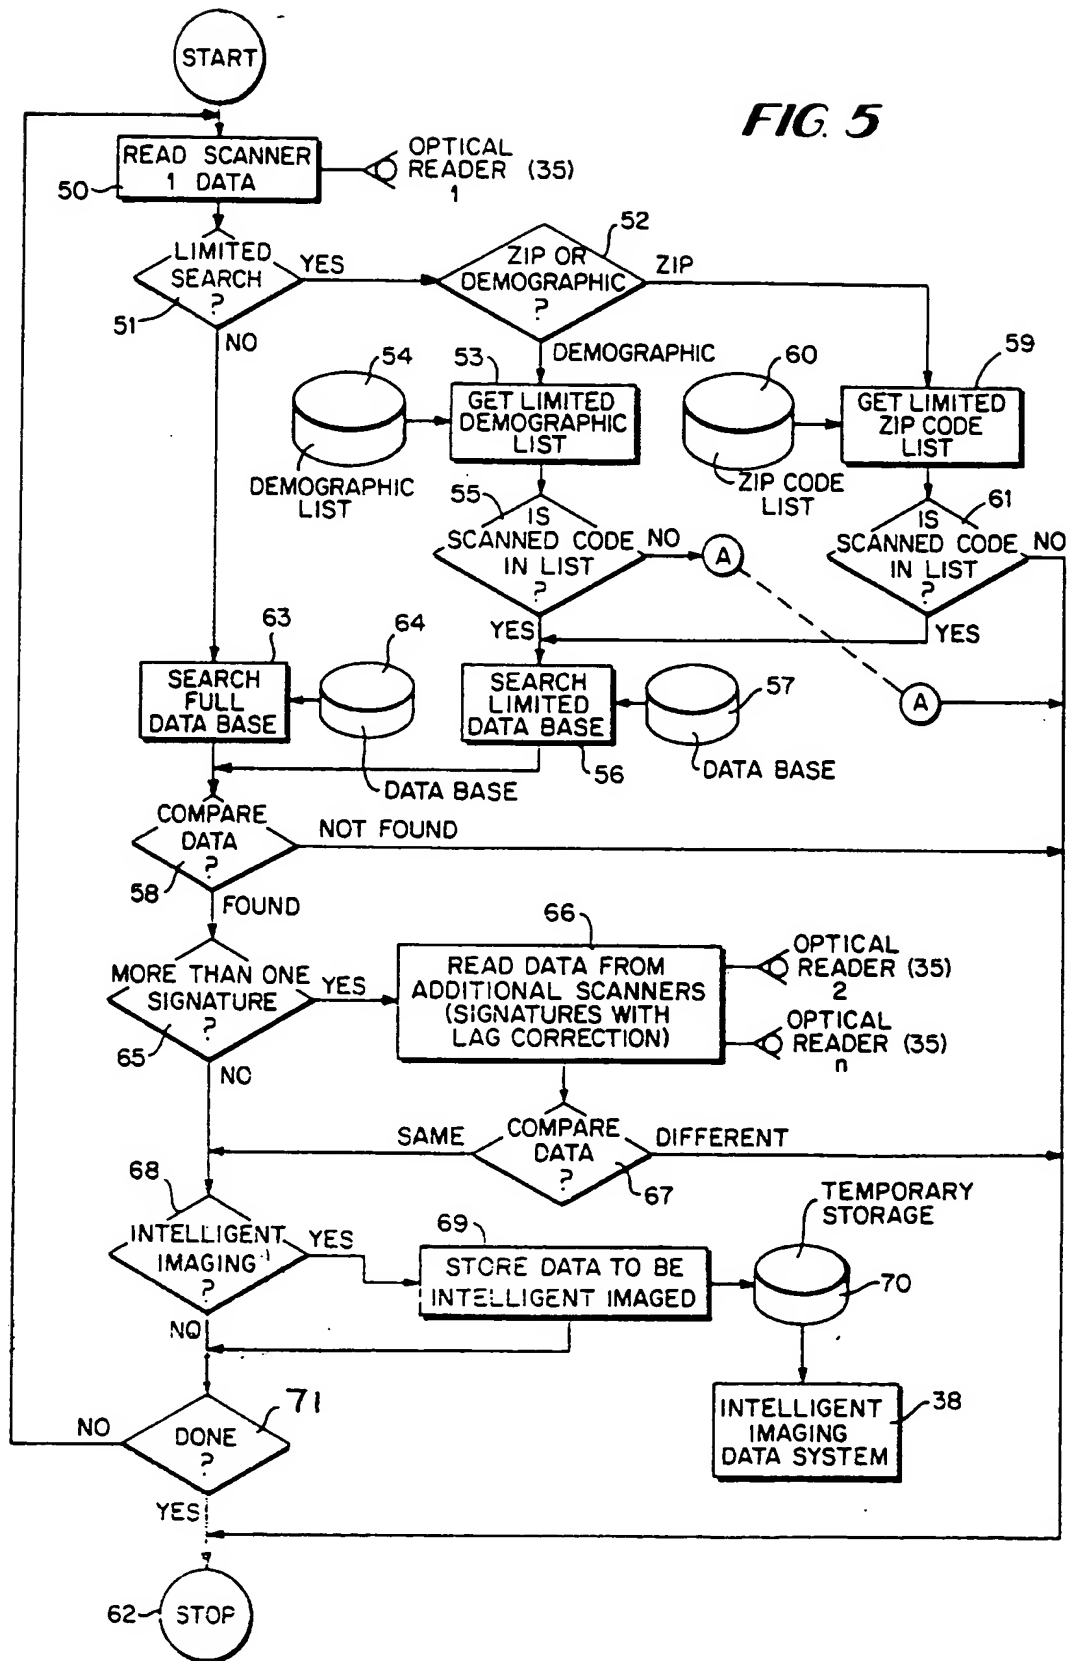 START
FIG. 5
READ SCANNER
1 DATA
50
OPTICAL
READER (35)
1
LIMITED
SEARCH
?
51
YES
NO
52
ZIP OR
DEMOGRAPHIC
?
ZIP
DEMOGRAPHIC
54
DEMOGRAPHIC
LIST
53
GET LIMITED
DEMOGRAPHIC
LIST
60
ZIP CODE
LIST
59
GET LIMITED
ZIP CODE
LIST
55
IS
SCANNED CODE
IN LIST
?
NO
A
YES
61
IS
SCANNED CODE
IN LIST
?
NO
YES
A
63
SEARCH
FULL
DATA BASE
64
DATA BASE
SEARCH
LIMITED
DATA BASE
56
57
DATA BASE
COMPARE
DATA
?
58
NOT FOUND
FOUND
MORE THAN ONE
SIGNATURE
?
65
YES
NO
66
READ DATA FROM
ADDITIONAL SCANNERS
(SIGNATURES WITH
LAG CORRECTION)
OPTICAL
READER (35)
2
OPTICAL
READER (35)
n
SAME
COMPARE
DATA
?
67
DIFFERENT
68
INTELLIGENT
IMAGING
?
YES
NO
69
STORE DATA TO BE
INTELLIGENT IMAGED
TEMPORARY
STORAGE
70
INTELLIGENT
IMAGING
DATA SYSTEM
38
71
DONE
?
NO
YES
62
STOP